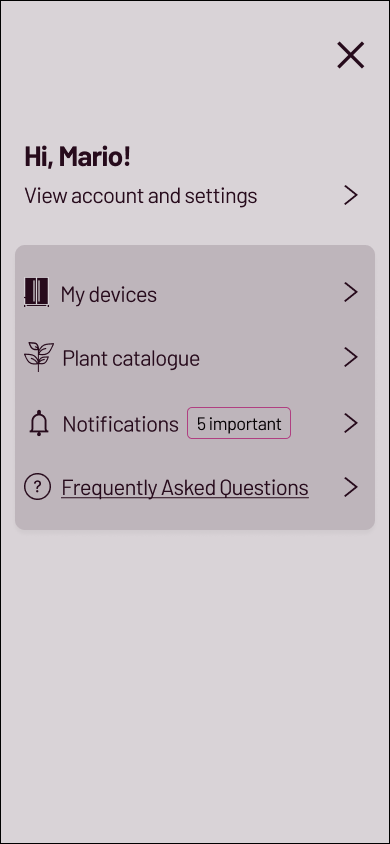 Hi, Mario!
View account and settings
My devices
Plant catalogue
Notifications 5 important
? Frequently Asked Questions